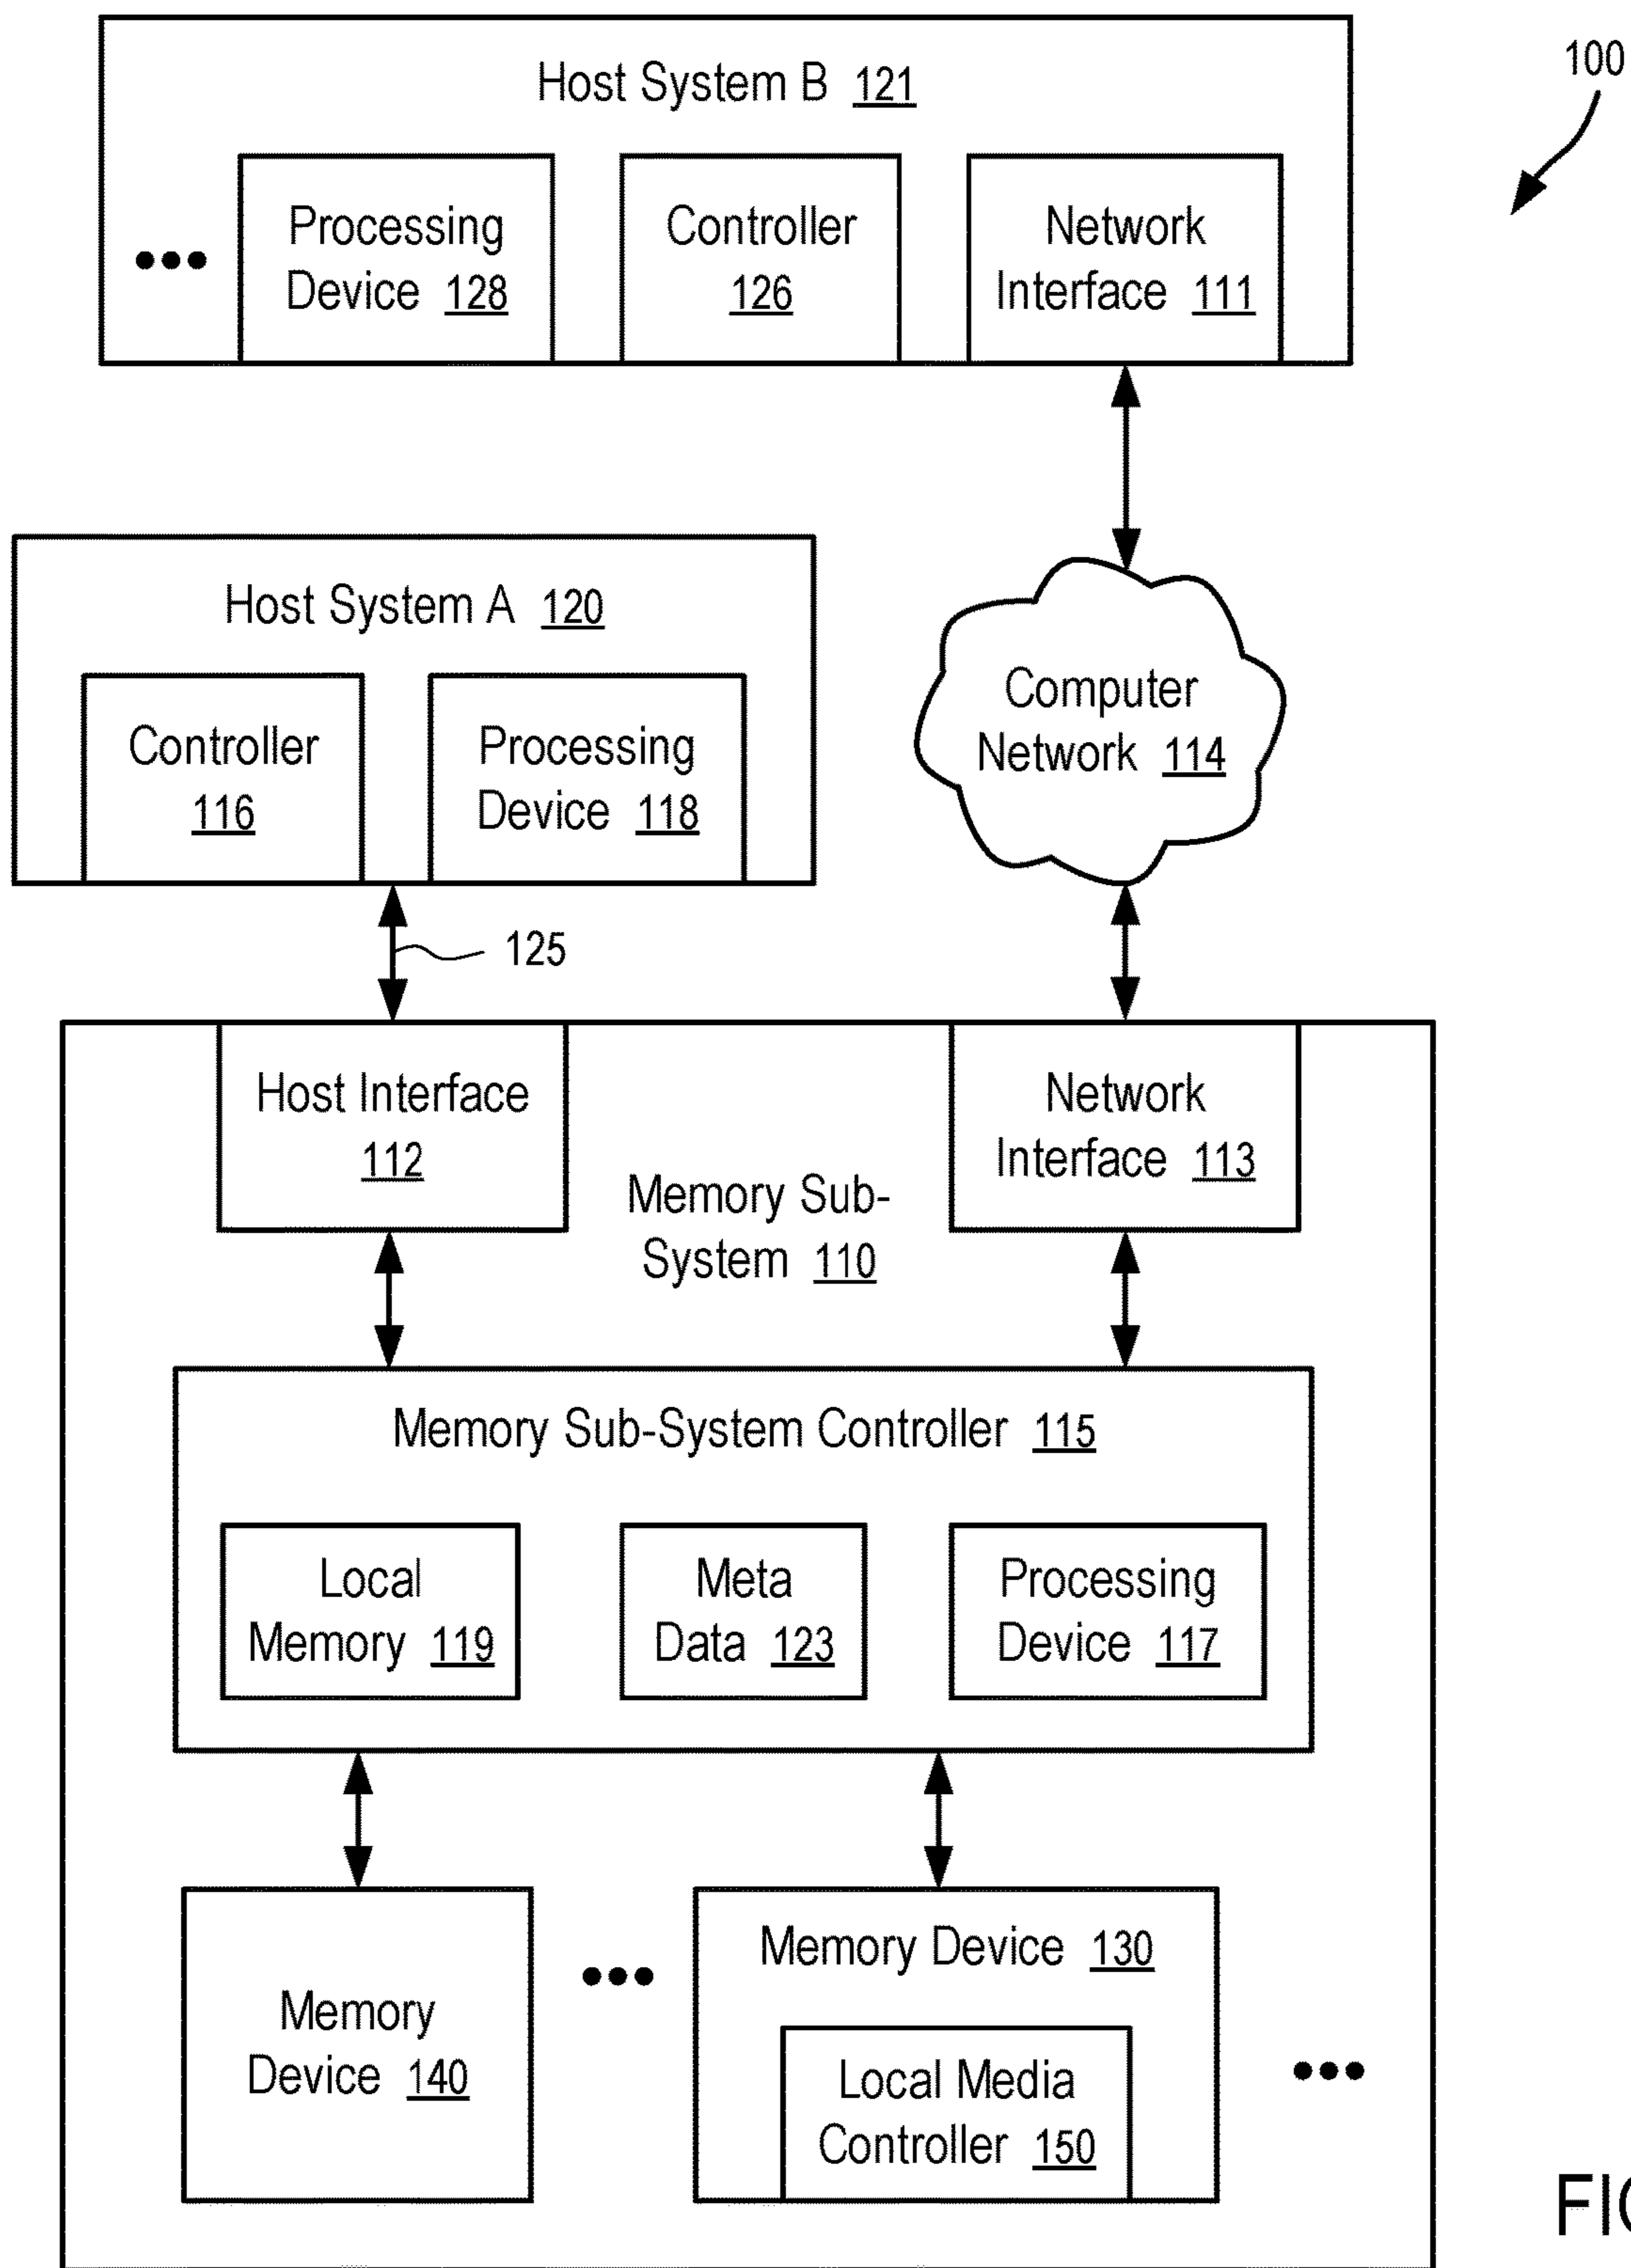 100
Host System B 121
Processing
Device 128
Controller
126
Network
Interface 111
Host System A 120
Controller
116
Processing
Device 118
Computer
Network 114
125
Host Interface
112
Network
Interface 113
Memory Sub-
System 110
Memory Sub-System Controller 115
Local
Memory 119
Meta
Data 123
Processing
Device 117
Memory
Device 140
Memory Device 130
Local Media
Controller 150